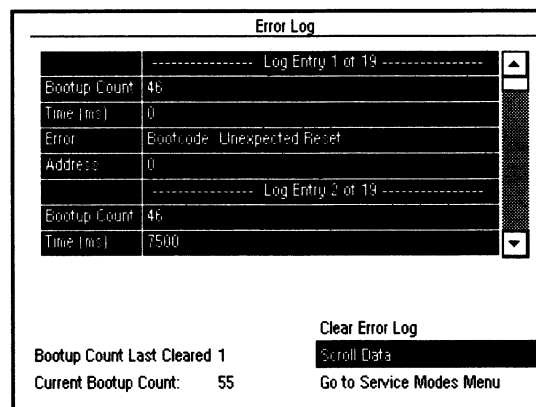 Error Log
--------------- Log Entry 1 of 19 ---------------
Bootup Count 46
Time (ms) 0
Error Bootcode Unexpected Reset
Address 0
--------------- Log Entry 2 of 19 ---------------
Bootup Count 46
Time (ms) 7500
Clear Error Log
Bootup Count Last Cleared 1
Scroll Data
Current Bootup Count: 55
Go to Service Modes Menu